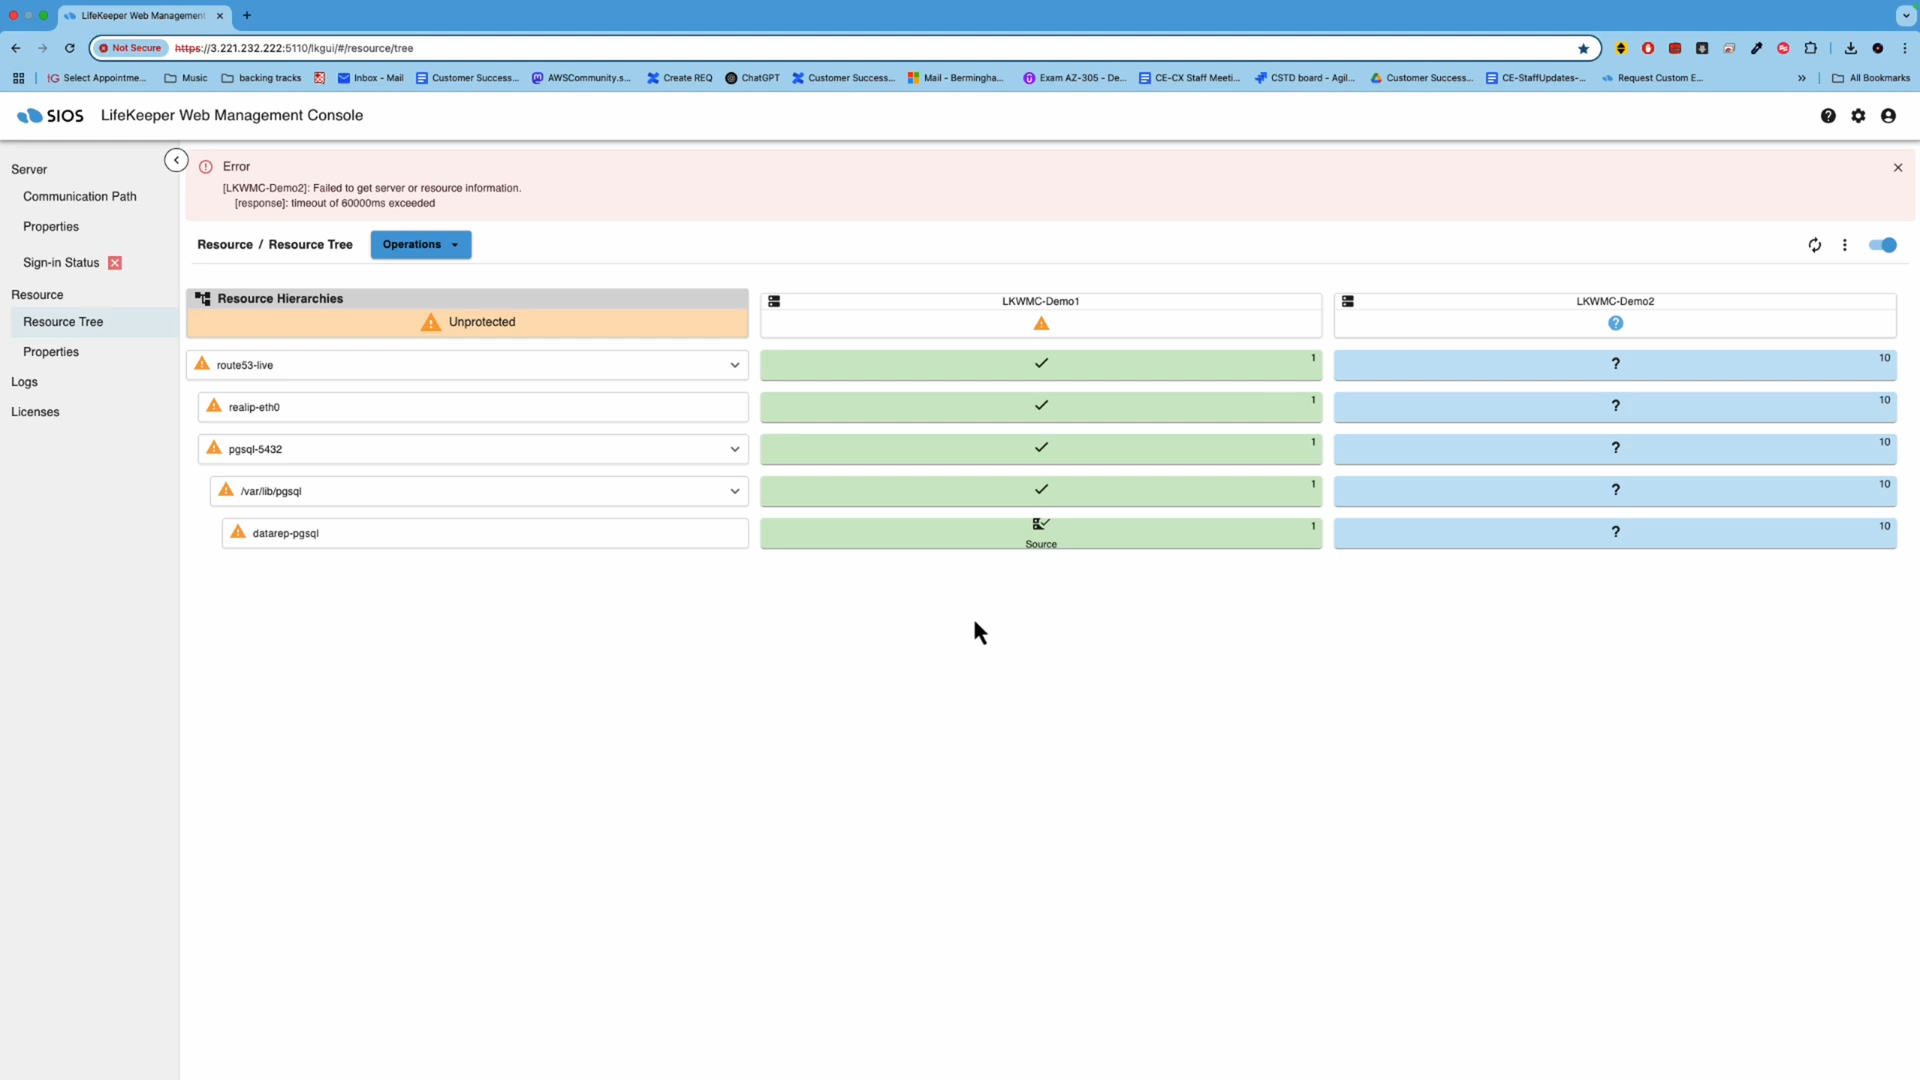 LifeKeeper Web Management
Not Secure https://3.221.232.222:5110/lkgui/#/resource/tree
Select Appointme... Music backing tracks Inbox - Mail Customer Success... AWSCommunity.s... Create REQ ChatGPT Customer Success... Mail - Bermingha... Exam AZ-305 - De... CE-CX Staff Meeti... CSTD board - Agil... Customer Success... CE-StaffUpdates-... Request Custom E... » All Bookmarks
SIOS LifeKeeper Web Management Console
Server
Communication Path
Properties
Sign-in Status
Resource
Resource Tree
Properties
Logs
Licenses
Error
[LKWMC-Demo2]: Failed to get server or resource information.
[response]: timeout of 60000ms exceeded
Resource / Resource Tree Operations
Resource Hierarchies LKWMC-Demo1 LKWMC-Demo2
Unprotected ?
route53-live 1 ? 10
realip-eth0 1 ? 10
pgsql-5432 1 ? 10
/var/lib/pgsql 1 ? 10
datarep-pgsql Source 1 ? 10